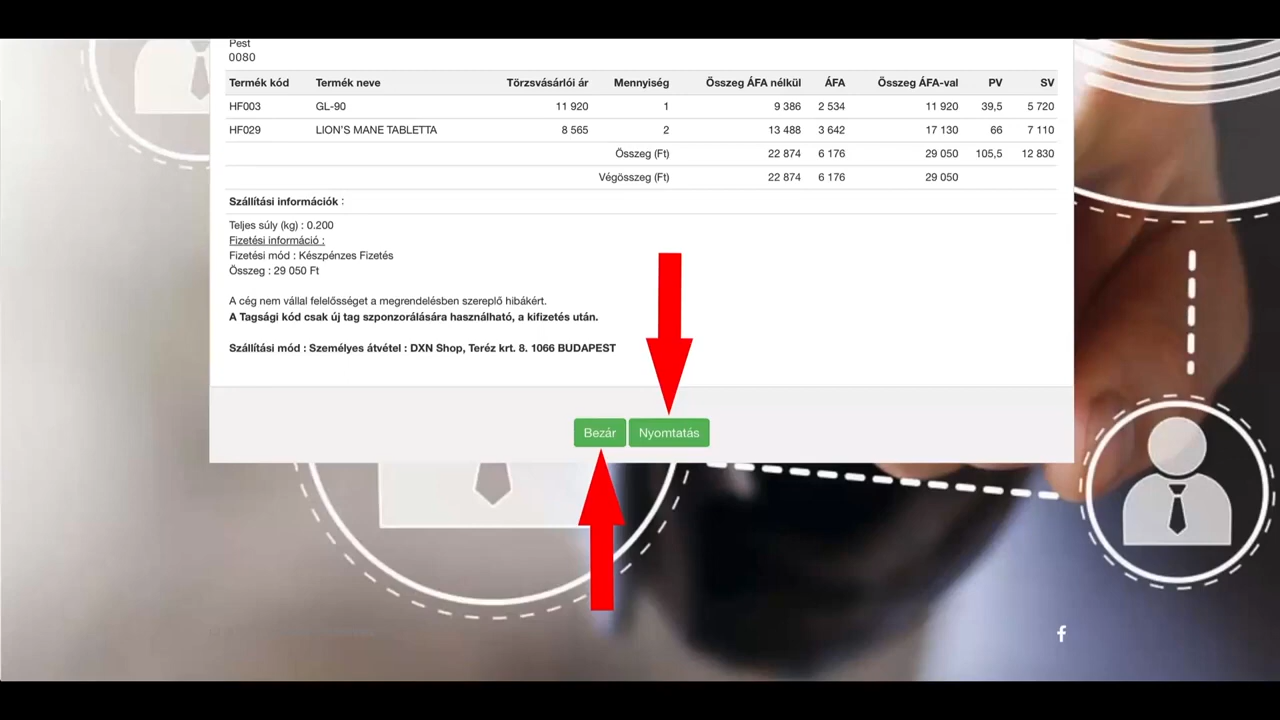 Pest
0080
Termék kód Termék neve Törzsvásárlói ár Mennyiség Összeg ÁFA nélkül ÁFA Összeg ÁFA-val PV SV
HF003 GL-90 11 920 1 9 386 2 534 11 920 39,5 5 720
HF029 LION'S MANE TABLETTA 8 565 2 13 488 3 642 17 130 66 7 110
Összeg (Ft) 22 874 6 176 29 050 105,5 12 830
Végösszeg (Ft) 22 874 6 176 29 050
Szállítási információk :
Teljes súly (kg) : 0.200
Fizetési információ :
Fizetési mód : Készpénzes Fizetés
Összeg : 29 050 Ft
A cég nem vállal felelősséget a megrendelésben szereplő hibákért.
A Tagsági kód csak új tag szponzorálására használható, a kifizetés után.
Szállítási mód : Személyes átvétel : DXN Shop, Teréz krt. 8. 1066 BUDAPEST
Bezár Nyomtatás